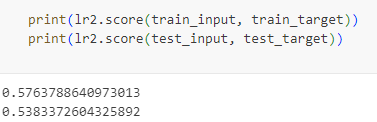 print(lr2.score(train_input, train_target))
print(lr2.score(test_input, test_target))
0.5763788640973013
0.5383372604325892